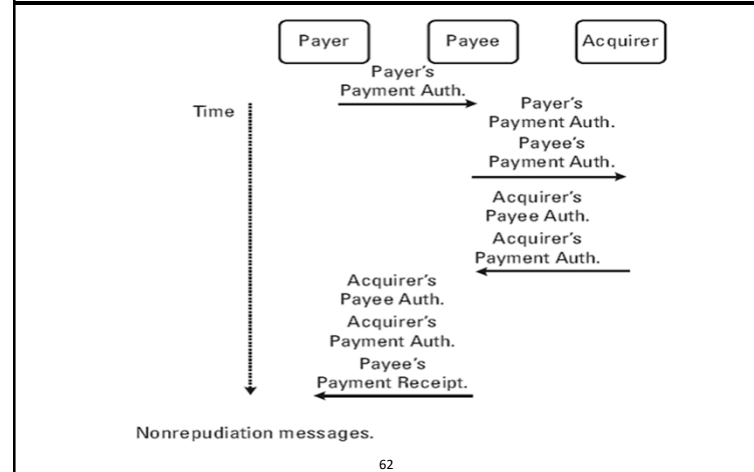 Payer Payee Acquirer
Payer's
Payment Auth.
Time
Payer's
Payment Auth.
Payee's
Payment Auth.
Acquirer's
Payee Auth.
Acquirer's
Payment Auth.
Acquirer's
Payee Auth.
Acquirer's
Payment Auth.
Payee's
Payment Receipt.
Nonrepudiation messages.
62